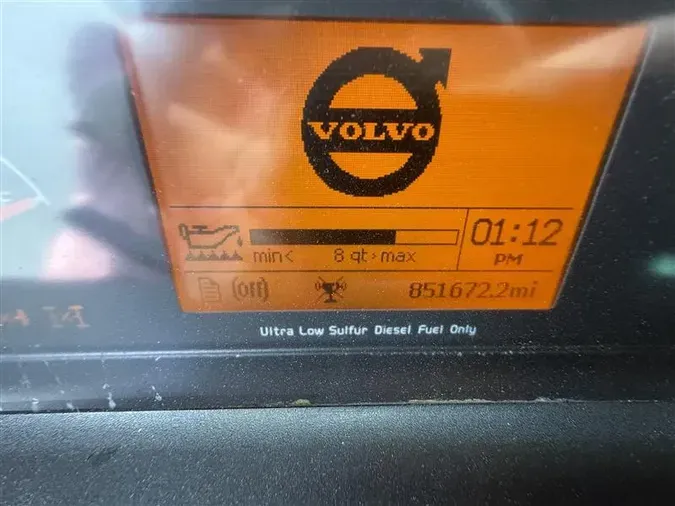 VOLVO
min< 8 qt >max
01:12
PM
(Off) 851672.2mi
Ultra Low Sulfur Diesel Fuel Only